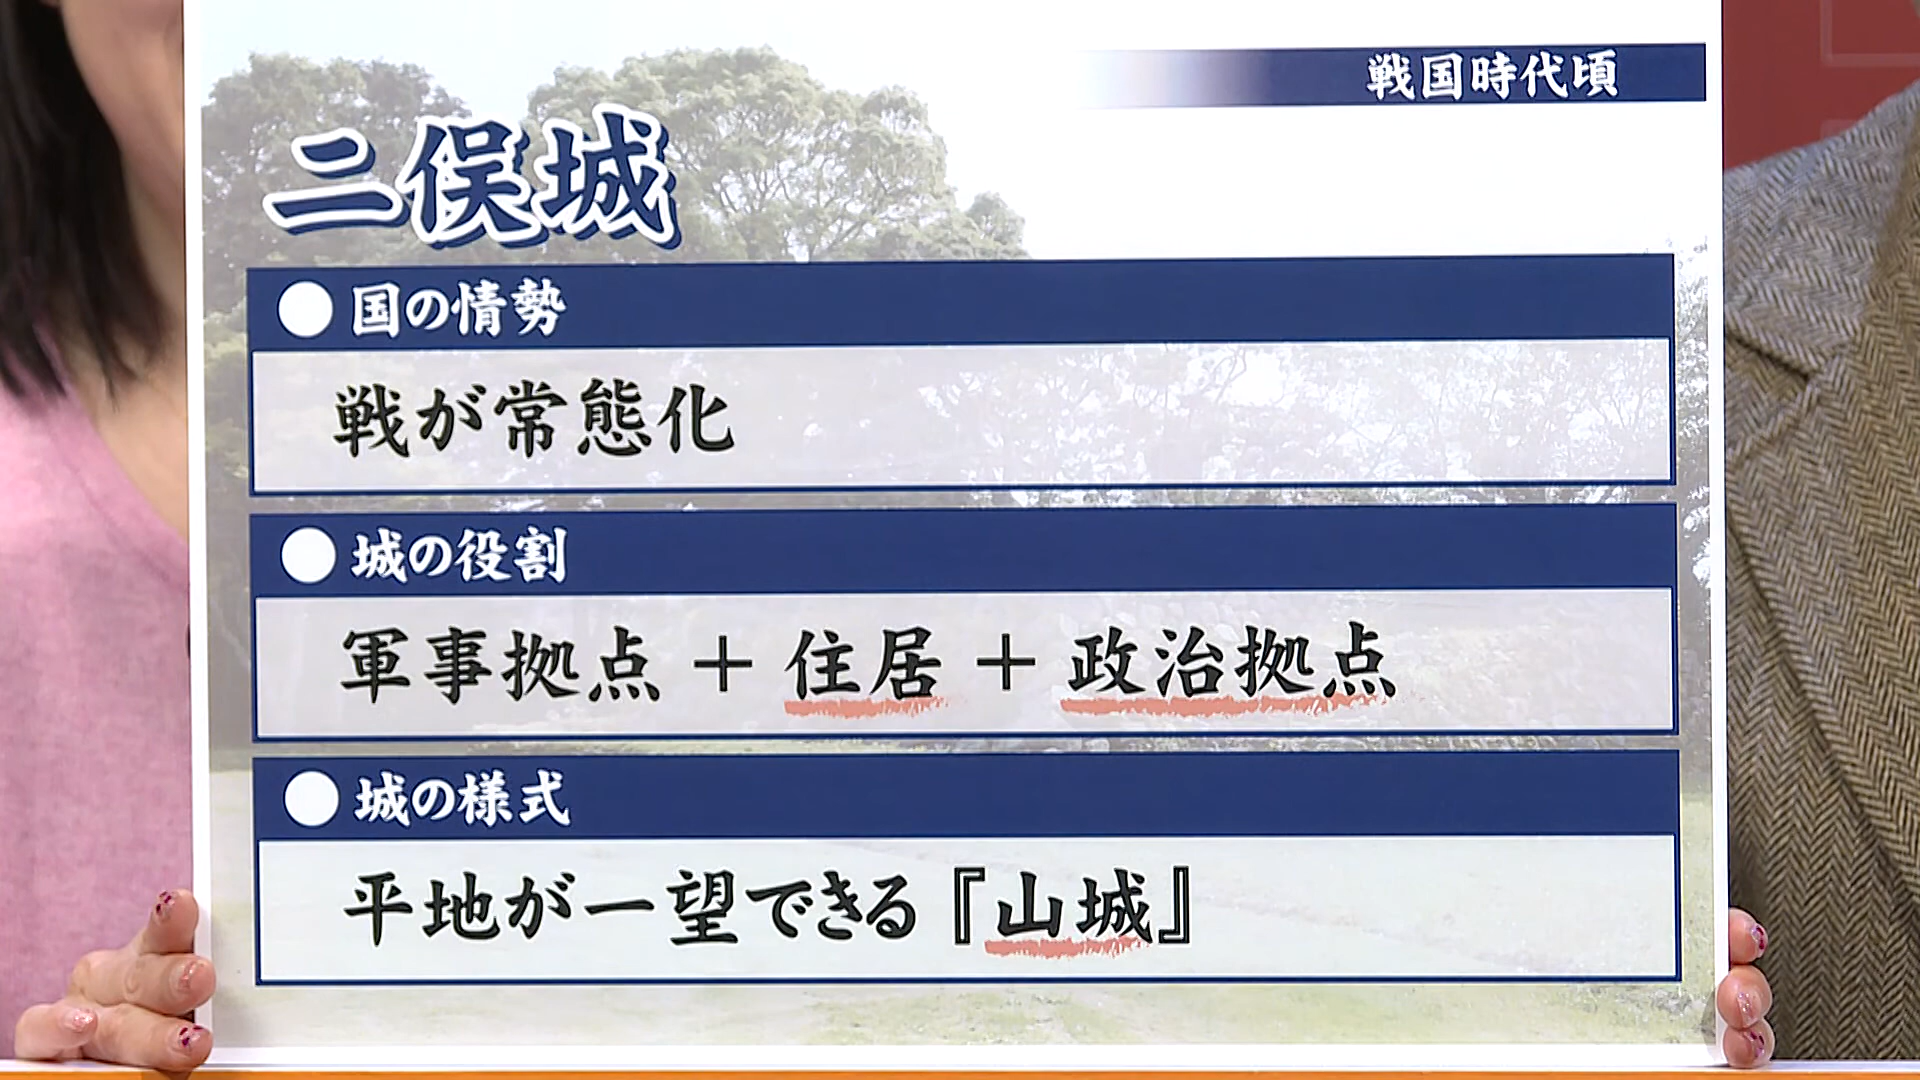 戦国時代頃
二俣城
●国の情勢
戦が常態化
●城の役割
軍事拠点＋住居＋政治拠点
●城の様式
平地が一望できる『山城』